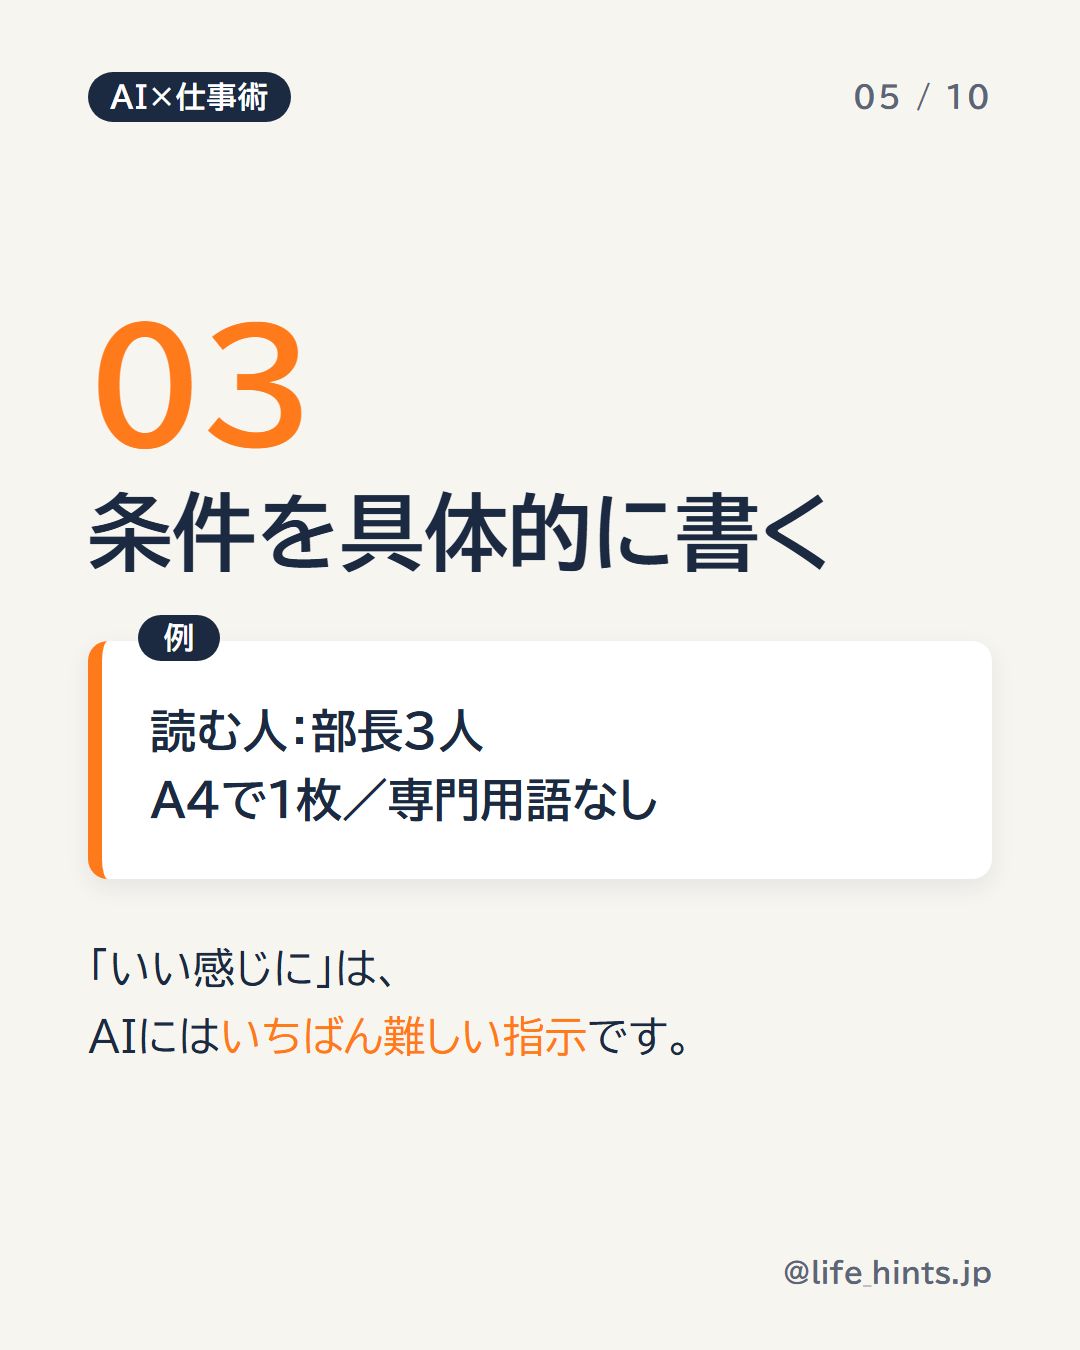 AI×仕事術
05 / 10
03
条件を具体的に書く
例
読む人：部長3人
A4で1枚／専門用語なし
「いい感じに」は、
AIにはいちばん難しい指示です。
@life_hints.jp